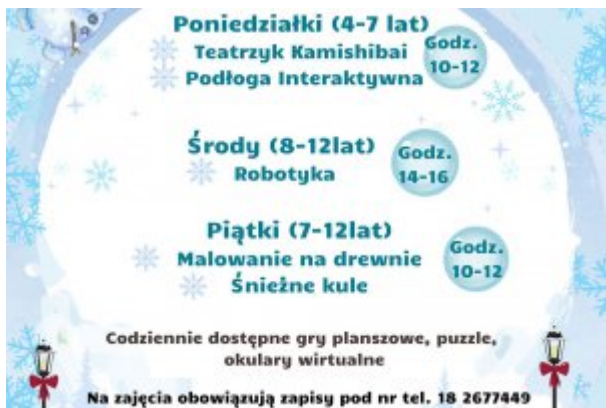 Poniedziałki (4-7 lat)
Teatrzyk Kamishibai
Podłoga Interaktywna
Godz.
10-12
Środy (8-12lat)
Robotyka
Godz.
14-16
Piątki (7-12lat)
Malowanie na drewnie
Śnieżne kule
Godz.
10-12
Codziennie dostępne gry planszowe, puzzle,
okulary wirtualne
Na zajęcia obowiązują zapisy pod nr tel. 18 2677449